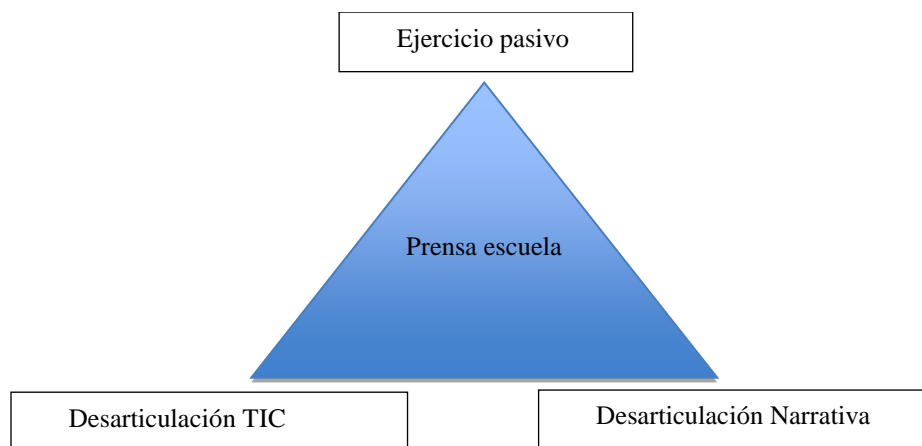 Ejercicio pasivo
Prensa escuela
Desarticulación TIC
Desarticulación Narrativa